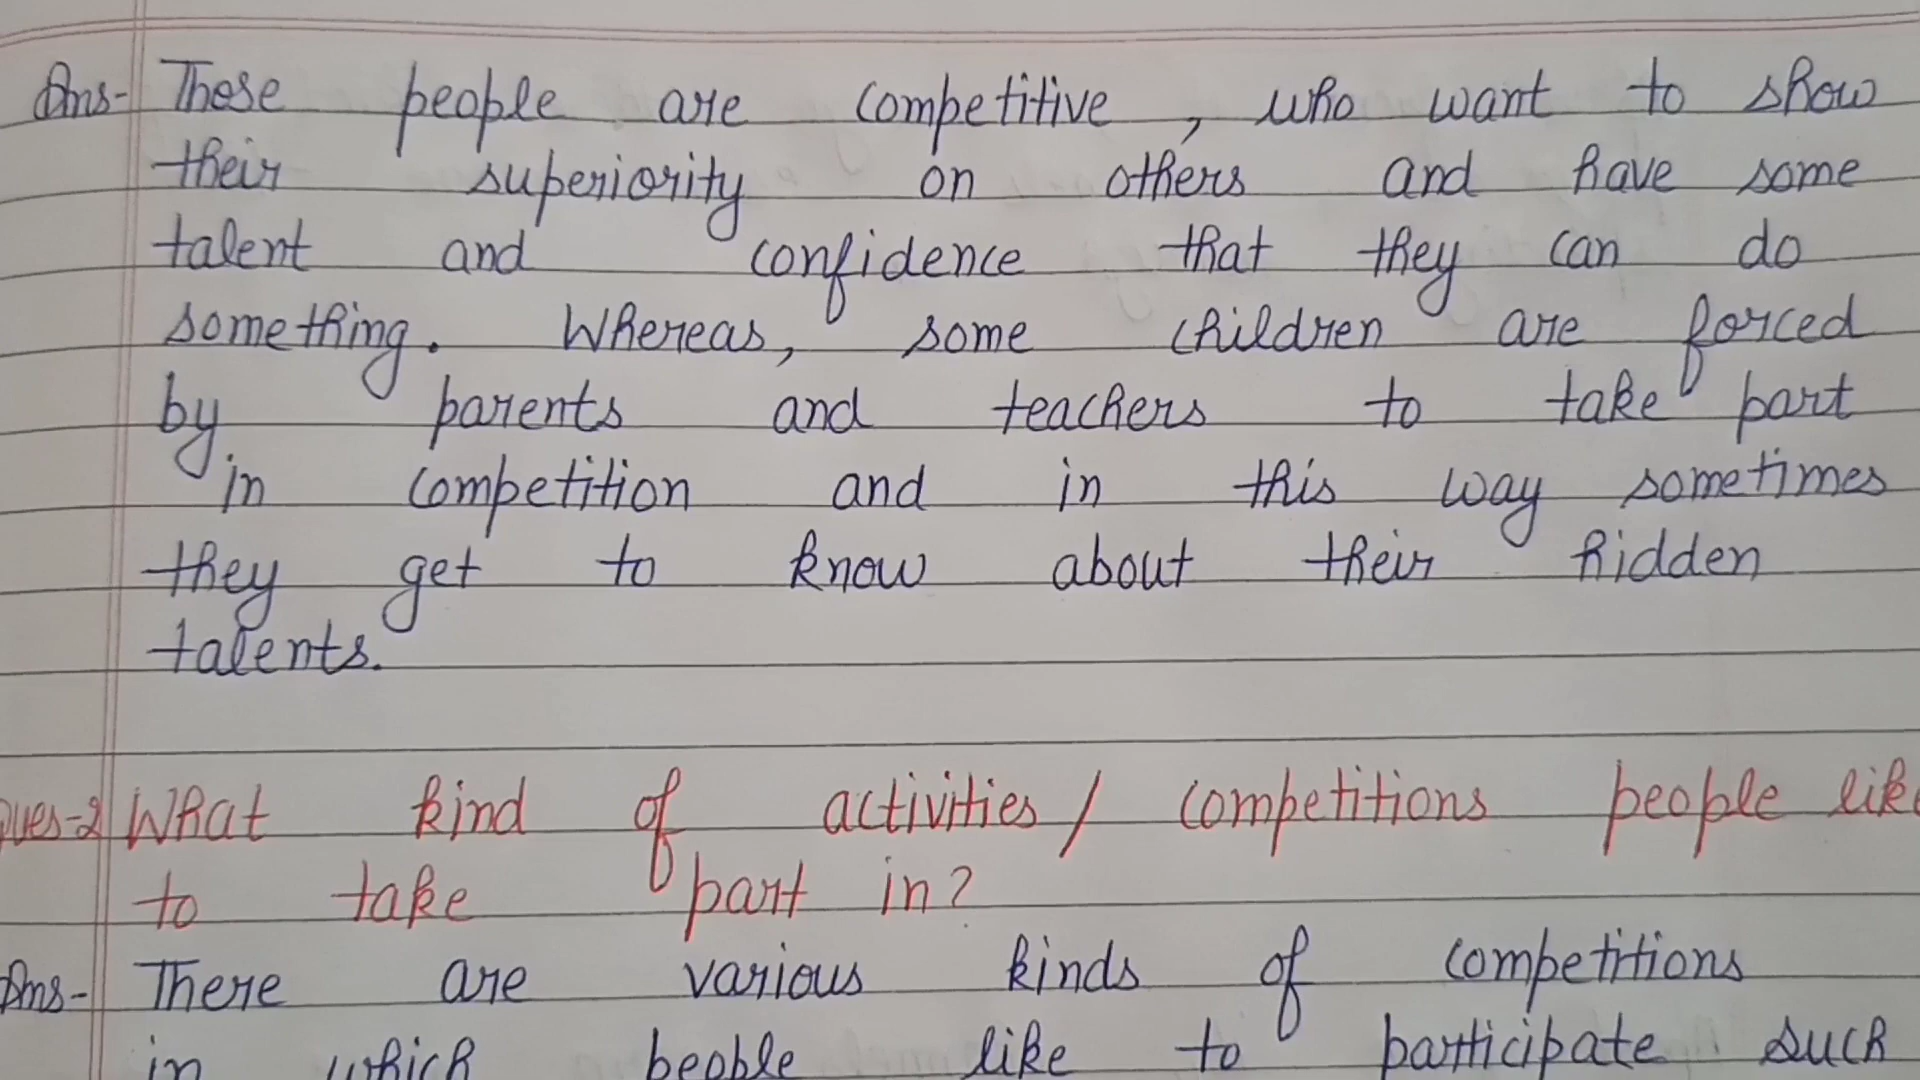 Ans- These people are competitive, who want to show
their superiority on others and have some
talent and confidence that they can do
something. Whereas, some children are forced
by parents and teachers to take part
in competition and in this way sometimes
they get to know about their hidden
talents.
Ques-2 What kind of activities/ competitions people like
to take part in?
Ans- There are various kinds of competitions
in which people like to participate such